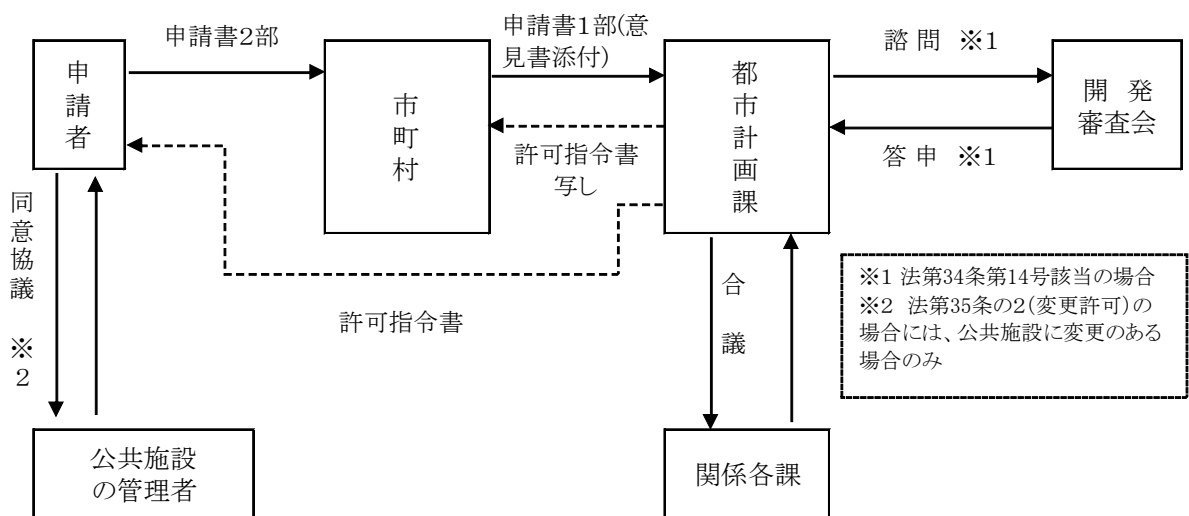 申請書2部
申請者
市町村
申請書1部(意
見書添付)
都市計画課
諮 問 ※1
開 発
審査会
答 申 ※1
許可指令書
写し
同意協議 ※2
許可指令書
合議
※1 法第34条第14号該当の場合
※2 法第35条の2(変更許可)の
場合には、公共施設に変更のある
場合のみ
公共施設
の管理者
関係各課